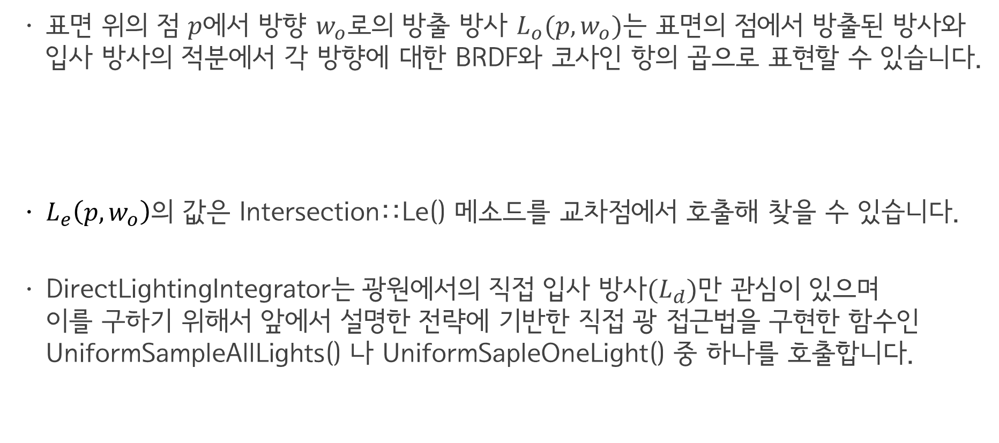 · 표면 위의 점 𝑝에서 방향 𝑤ₒ로의 방출 방사 𝐿ₒ(𝑝, 𝑤ₒ)는 표면의 점에서 방출된 방사와
입사 방사의 적분에서 각 방향에 대한 BRDF와 코사인 항의 곱으로 표현할 수 있습니다.
· 𝐿ₑ(𝑝, 𝑤ₒ)의 값은 Intersection::Le() 메소드를 교차점에서 호출해 찾을 수 있습니다.
· DirectLightingIntegrator는 광원에서의 직접 입사 방사(𝐿𝑑)만 관심이 있으며
이를 구하기 위해서 앞에서 설명한 전략에 기반한 직접 광 접근법을 구현한 함수인
UniformSampleAllLights() 나 UniformSapleOneLight() 중 하나를 호출합니다.